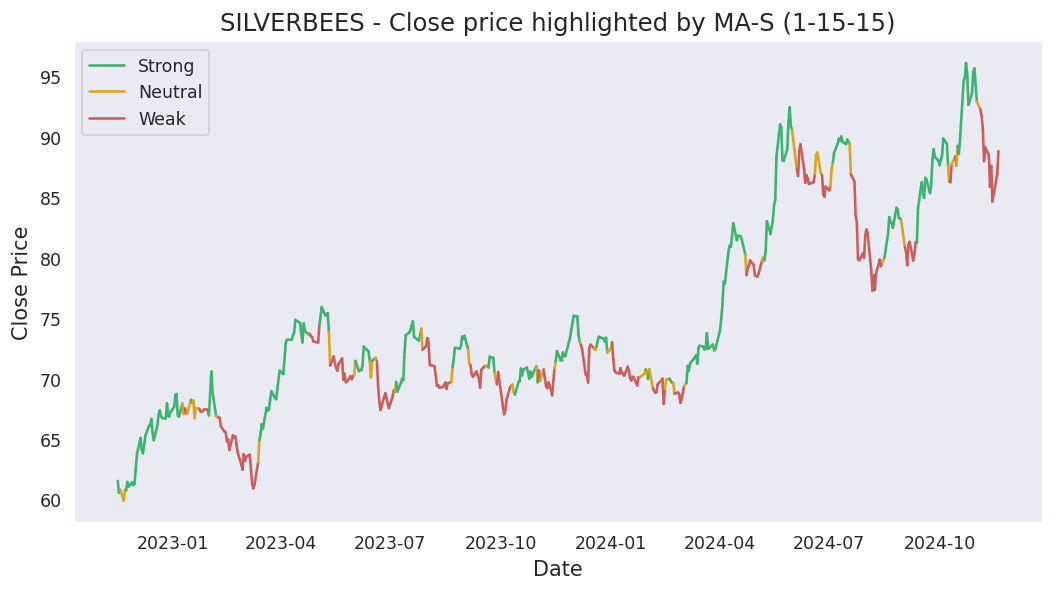 SILVERBEES - Close price highlighted by MA-S (1-15-15)
Strong
Neutral
Weak
Close Price
95
90
85
80
75
70
65
60
2023-01 2023-04 2023-07 2023-10 2024-01 2024-04 2024-07 2024-10
Date